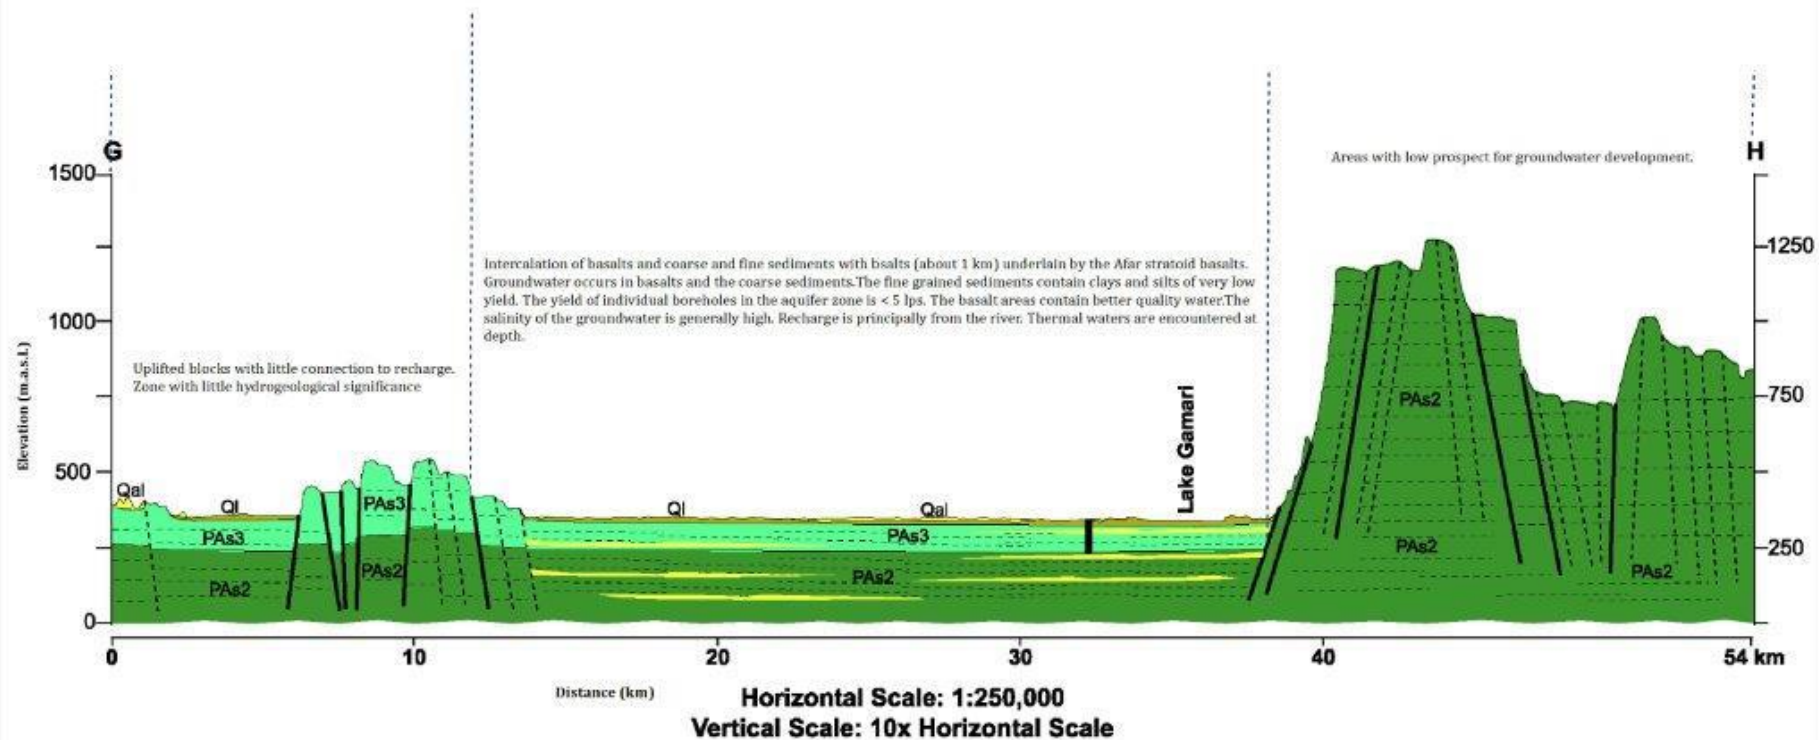 G
H
1500
1000
500
0
1250
750
250
Elevation (m.a.s.l.)
Areas with low prospect for groundwater development.
Intercalation of basalts and coarse and fine sediments with bsalts (about 1 km) underlain by the Afar stratoid basalts.
Groundwater occurs in basalts and the coarse sediments.The fine grained sediments contain clays and silts of very low
yield. The yield of individual boreholes in the aquifer zone is < 5 lps. The basalt areas contain better quality water.The
salinity of the groundwater is generally high. Recharge is principally from the river. Thermal waters are encountered at
depth.
Uplifted blocks with little connection to recharge.
Zone with little hydrogeological significance
Lake Gamari
Qal
Ql
PAs3
PAs2
PAs3
PAs2
Ql
Qal
PAs3
PAs2
PAs2
PAs2
PAs2
0
10
20
30
40
54 km
Distance (km)
Horizontal Scale: 1:250,000
Vertical Scale: 10x Horizontal Scale